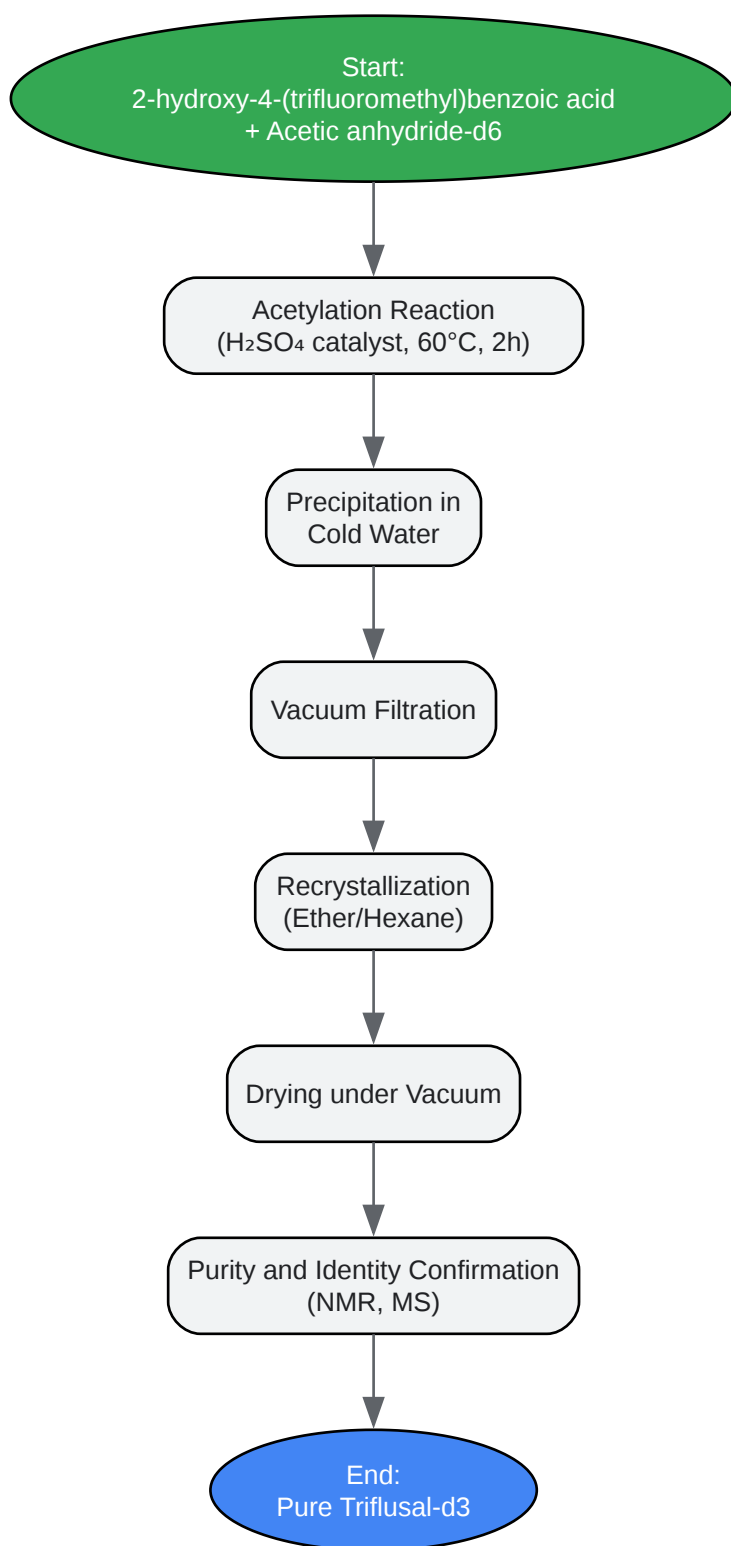 Start:
2-hydroxy-4-(trifluoromethyl)benzoic acid
+ Acetic anhydride-d6
Acetylation Reaction
(H₂SO₄ catalyst, 60°C, 2h)
Precipitation in
Cold Water
Vacuum Filtration
Recrystallization
(Ether/Hexane)
Drying under Vacuum
Purity and Identity Confirmation
(NMR, MS)
End:
Pure Triflusal-d3